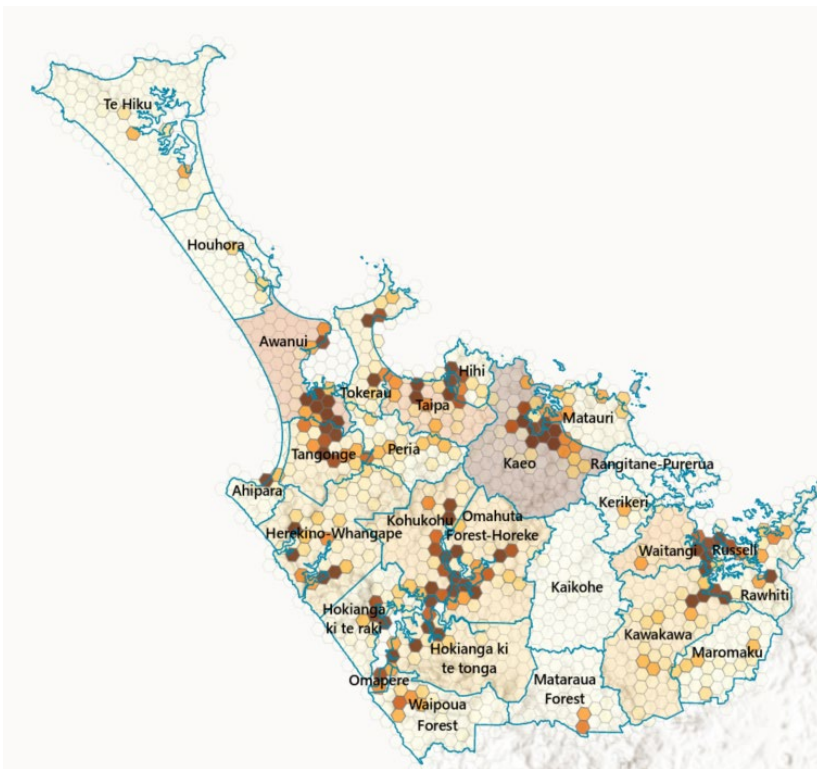 Te Hiku
Houhora
Awanui
Hihi
Tokerau
Taipa
Matauri
Tangonge
Peria
Kaeo
Rangitane-Purerua
Ahipara
Kerikeri
Kohukohu
Omahuta
Forest-Horeke
Herekino-Whangape
Waitangi
Russell
Kaikohe
Rawhiti
Hokianga
ki te raki
Kawakawa
Hokianga ki
te tonga
Maromaku
Omapere
Mataraua
Forest
Waipoua
Forest